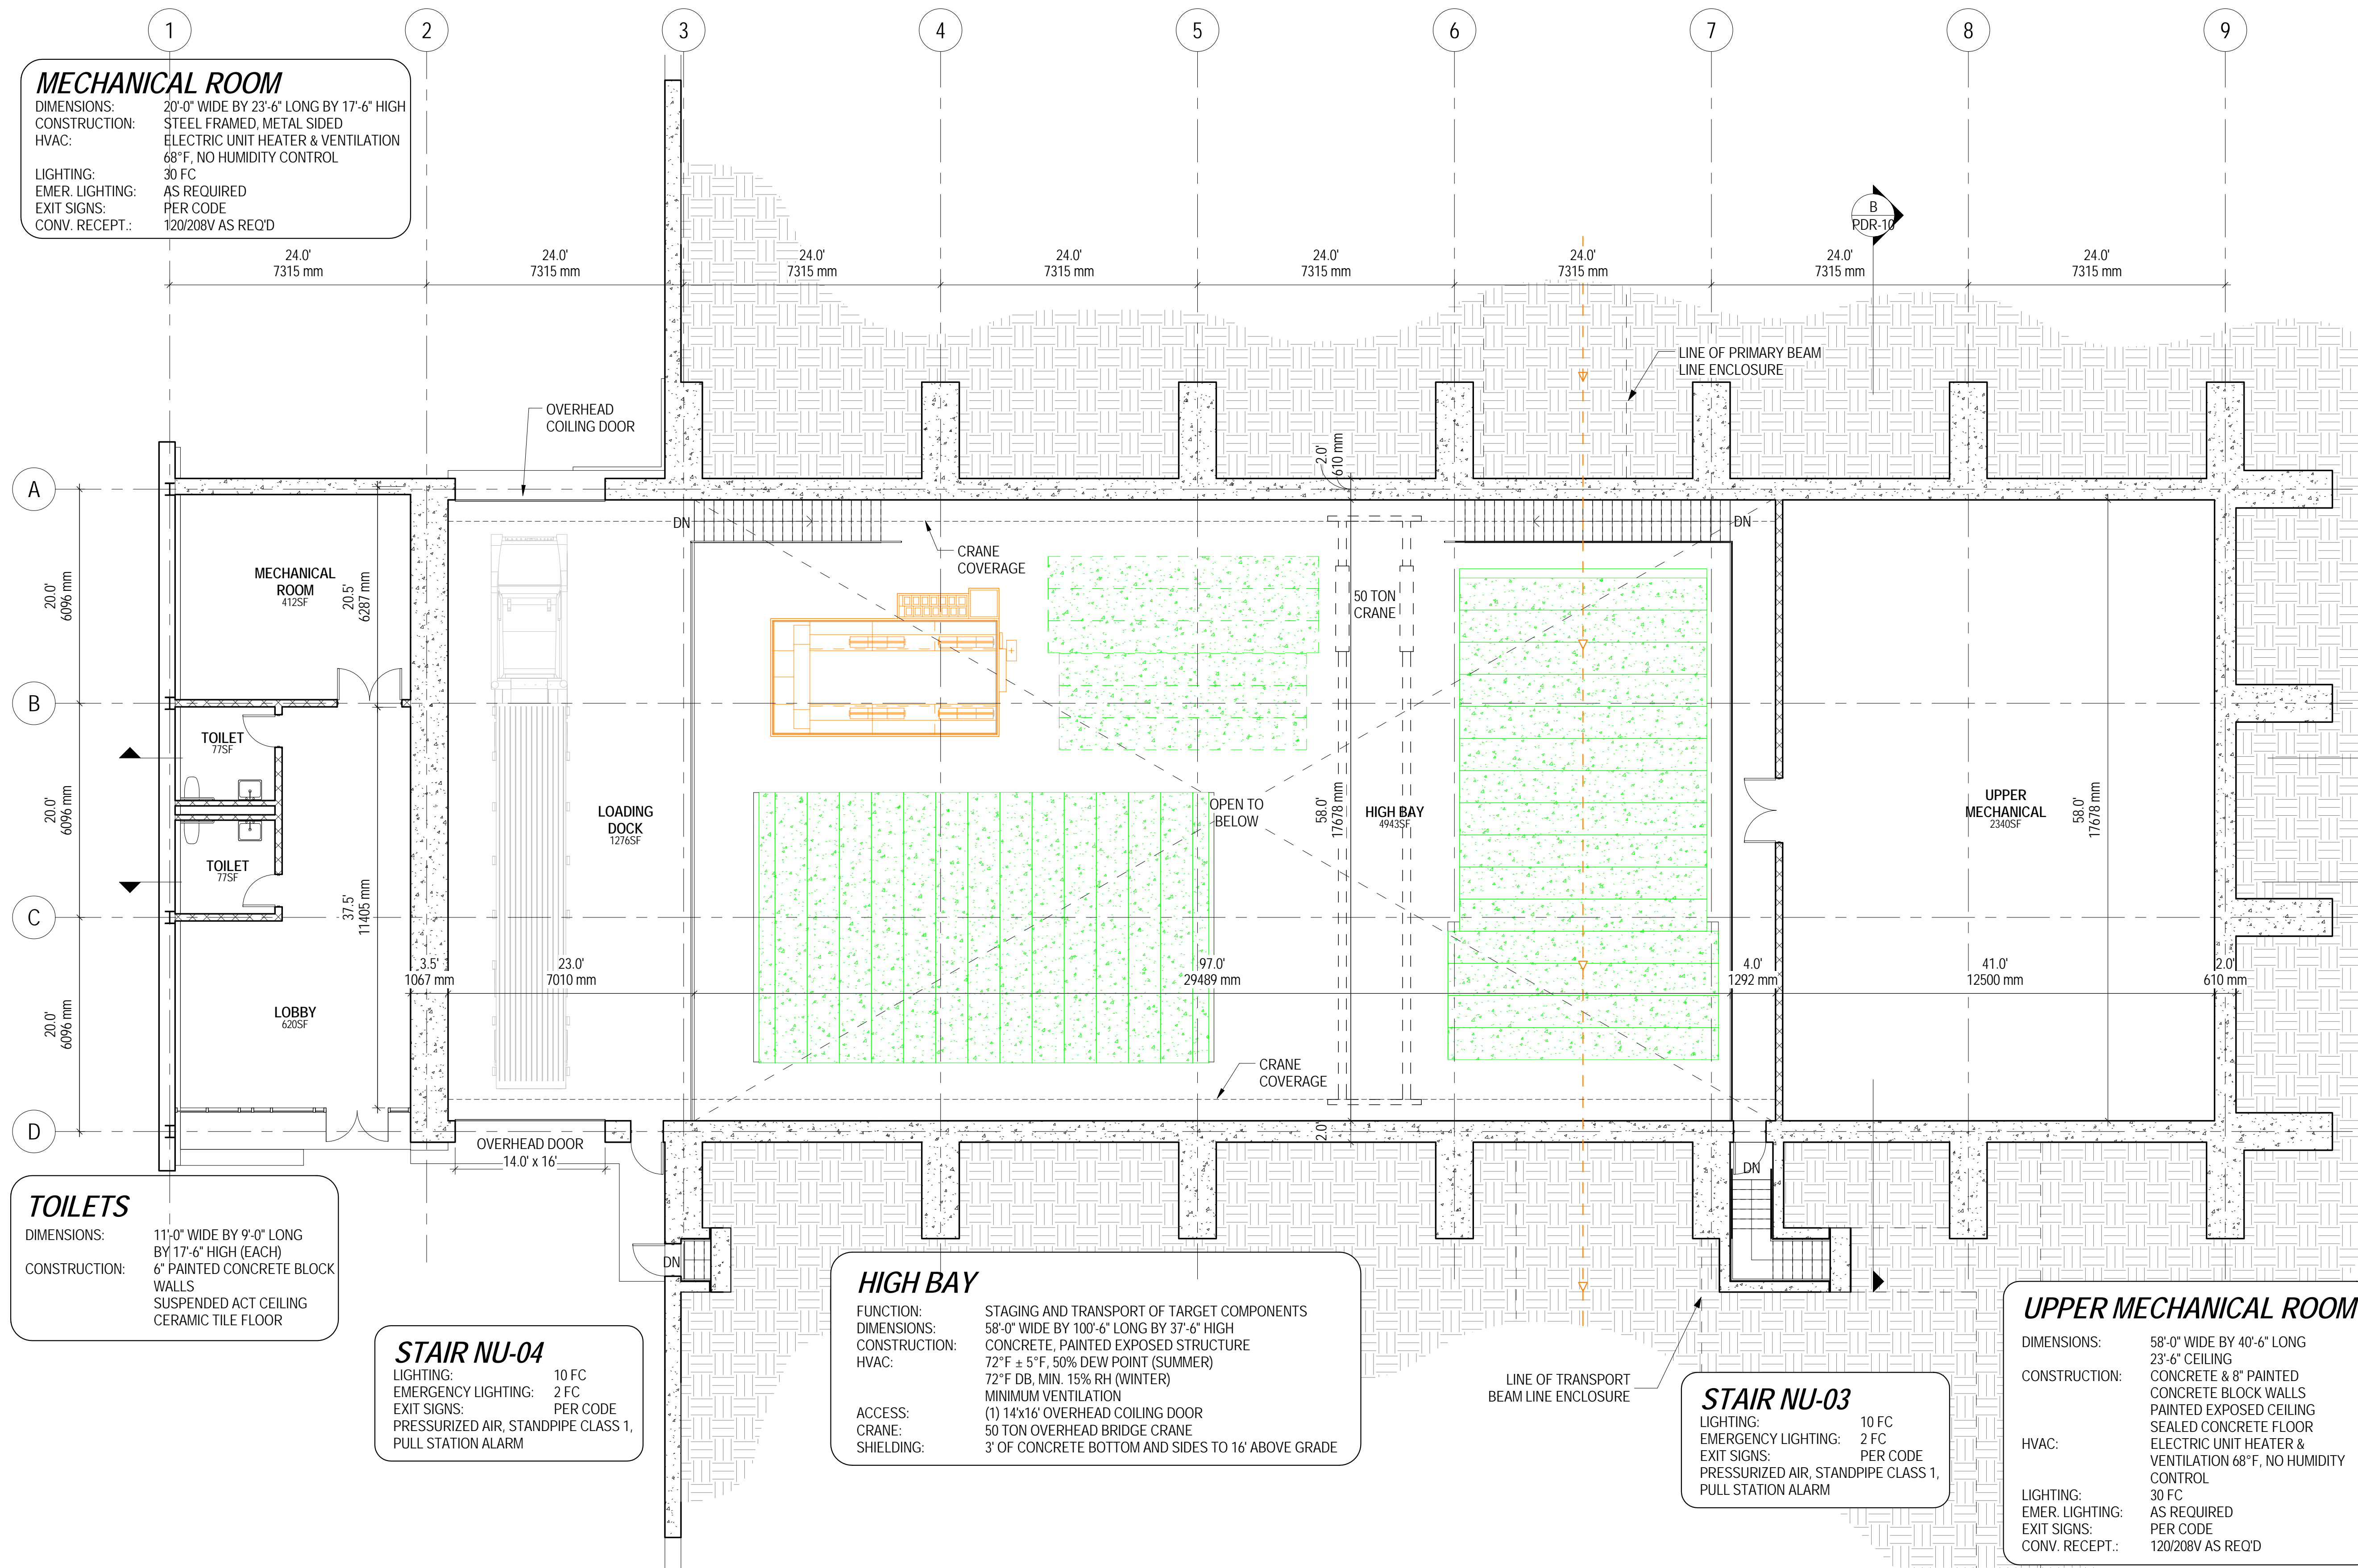 1
2
3
4
5
6
7
8
9
MECHANICAL ROOM
DIMENSIONS: 20'-0" WIDE BY 23'-6" LONG BY 17'-6" HIGH
CONSTRUCTION: STEEL FRAMED, METAL SIDED
HVAC: ELECTRIC UNIT HEATER & VENTILATION
68°F, NO HUMIDITY CONTROL
LIGHTING: 30 FC
EMER. LIGHTING: AS REQUIRED
EXIT SIGNS: PER CODE
CONV. RECEPT.: 120/208V AS REQ'D
B
PDR-10
24.0'
7315 mm
24.0'
7315 mm
24.0'
7315 mm
24.0'
7315 mm
24.0'
7315 mm
24.0'
7315 mm
24.0'
7315 mm
24.0'
7315 mm
LINE OF PRIMARY BEAM
LINE ENCLOSURE
OVERHEAD
COILING DOOR
2.0'
610 mm
A
B
C
D
20.0'
6096 mm
20.0'
6096 mm
20.0'
6096 mm
DN
DN
CRANE
COVERAGE
MECHANICAL
ROOM
412SF
20.5'
6287 mm
50 TON
CRANE
TOILET
77SF
TOILET
77SF
LOADING
DOCK
1276SF
OPEN TO
BELOW
58.0'
17678 mm
HIGH BAY
4943SF
UPPER
MECHANICAL
2340SF
58.0'
17678 mm
37.5'
11405 mm
3.5'
1067 mm
23.0'
7010 mm
97.0'
29489 mm
4.0'
1292 mm
41.0'
12500 mm
2.0'
610 mm
LOBBY
620SF
CRANE
COVERAGE
2.0'
OVERHEAD DOOR
14.0' x 16'
DN
DN
TOILETS
DIMENSIONS: 11'-0" WIDE BY 9'-0" LONG
BY 17'-6" HIGH (EACH)
CONSTRUCTION: 6" PAINTED CONCRETE BLOCK
WALLS
SUSPENDED ACT CEILING
CERAMIC TILE FLOOR
STAIR NU-04
LIGHTING: 10 FC
EMERGENCY LIGHTING: 2 FC
EXIT SIGNS: PER CODE
PRESSURIZED AIR, STANDPIPE CLASS 1,
PULL STATION ALARM
HIGH BAY
FUNCTION: STAGING AND TRANSPORT OF TARGET COMPONENTS
DIMENSIONS: 58'-0" WIDE BY 100'-6" LONG BY 37'-6" HIGH
CONSTRUCTION: CONCRETE, PAINTED EXPOSED STRUCTURE
HVAC: 72°F ± 5°F, 50% DEW POINT (SUMMER)
72°F DB, MIN. 15% RH (WINTER)
MINIMUM VENTILATION
ACCESS: (1) 14'x16' OVERHEAD COILING DOOR
CRANE: 50 TON OVERHEAD BRIDGE CRANE
SHIELDING: 3' OF CONCRETE BOTTOM AND SIDES TO 16' ABOVE GRADE
LINE OF TRANSPORT
BEAM LINE ENCLOSURE
STAIR NU-03
LIGHTING: 10 FC
EMERGENCY LIGHTING: 2 FC
EXIT SIGNS: PER CODE
PRESSURIZED AIR, STANDPIPE CLASS 1,
PULL STATION ALARM
UPPER MECHANICAL ROOM
DIMENSIONS: 58'-0" WIDE BY 40'-6" LONG
23'-6" CEILING
CONSTRUCTION: CONCRETE & 8" PAINTED
CONCRETE BLOCK WALLS
PAINTED EXPOSED CEILING
SEALED CONCRETE FLOOR
HVAC: ELECTRIC UNIT HEATER &
VENTILATION 68°F, NO HUMIDITY
CONTROL
LIGHTING: 30 FC
EMER. LIGHTING: AS REQUIRED
EXIT SIGNS: PER CODE
CONV. RECEPT.: 120/208V AS REQ'D